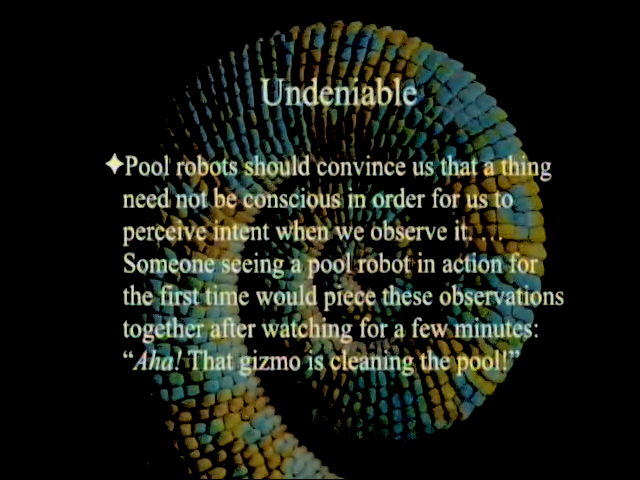 Undeniable
Pool robots should convince us that a thing
need not be conscious in order for us to
perceive intent when we observe it. …
Someone seeing a pool robot in action for
the first time would piece these observations
together after watching for a few minutes:
“Aha! That gizmo is cleaning the pool!”